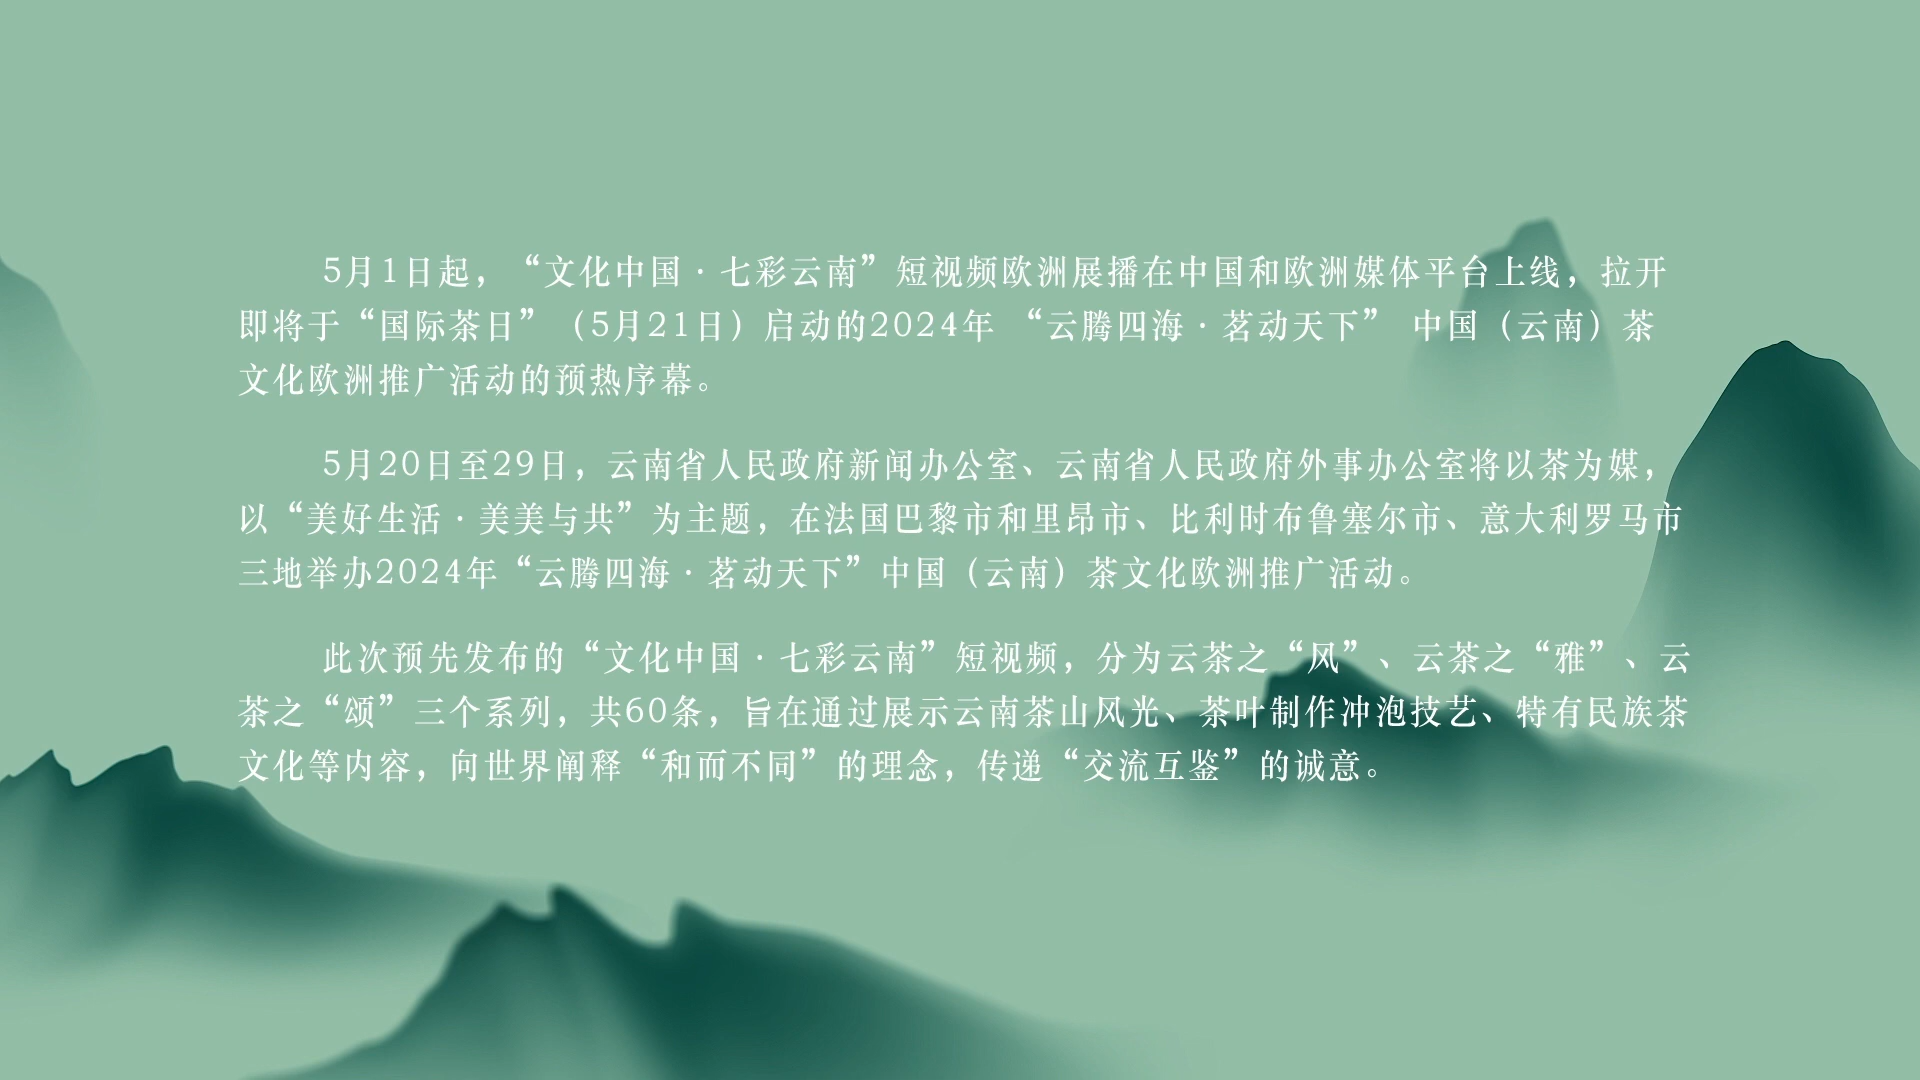 5月1日起，“文化中国·七彩云南”短视频欧洲展播在中国和欧洲媒体平台上线，拉开
即将于“国际茶日”（5月21日）启动的2024年 “云腾四海·茗动天下” 中国（云南）茶
文化欧洲推广活动的预热序幕。
5月20日至29日，云南省人民政府新闻办公室、云南省人民政府外事办公室将以茶为媒，
以“美好生活·美美与共”为主题，在法国巴黎市和里昂市、比利时布鲁塞尔市、意大利罗马市
三地举办2024年“云腾四海·茗动天下”中国（云南）茶文化欧洲推广活动。
此次预先发布的“文化中国·七彩云南”短视频，分为云茶之“风”、云茶之“雅”、云
茶之“颂”三个系列，共60条，旨在通过展示云南茶山风光、茶叶制作冲泡技艺、特有民族茶
文化等内容，向世界阐释“和而不同”的理念，传递“交流互鉴”的诚意。